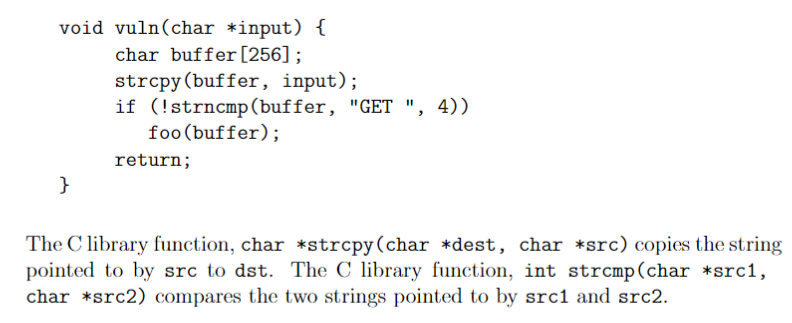 void vuln(char *input) {
char buffer[256];
strcpy(buffer, input);
if (!strncmp(buffer, "GET ", 4))
foo(buffer);
return;
}
The C library function, char *strcpy(char *dest, char *src) copies the string
pointed to by src to dst. The C library function, int strcmp(char *src1,
char *src2) compares the two strings pointed to by src1 and src2.